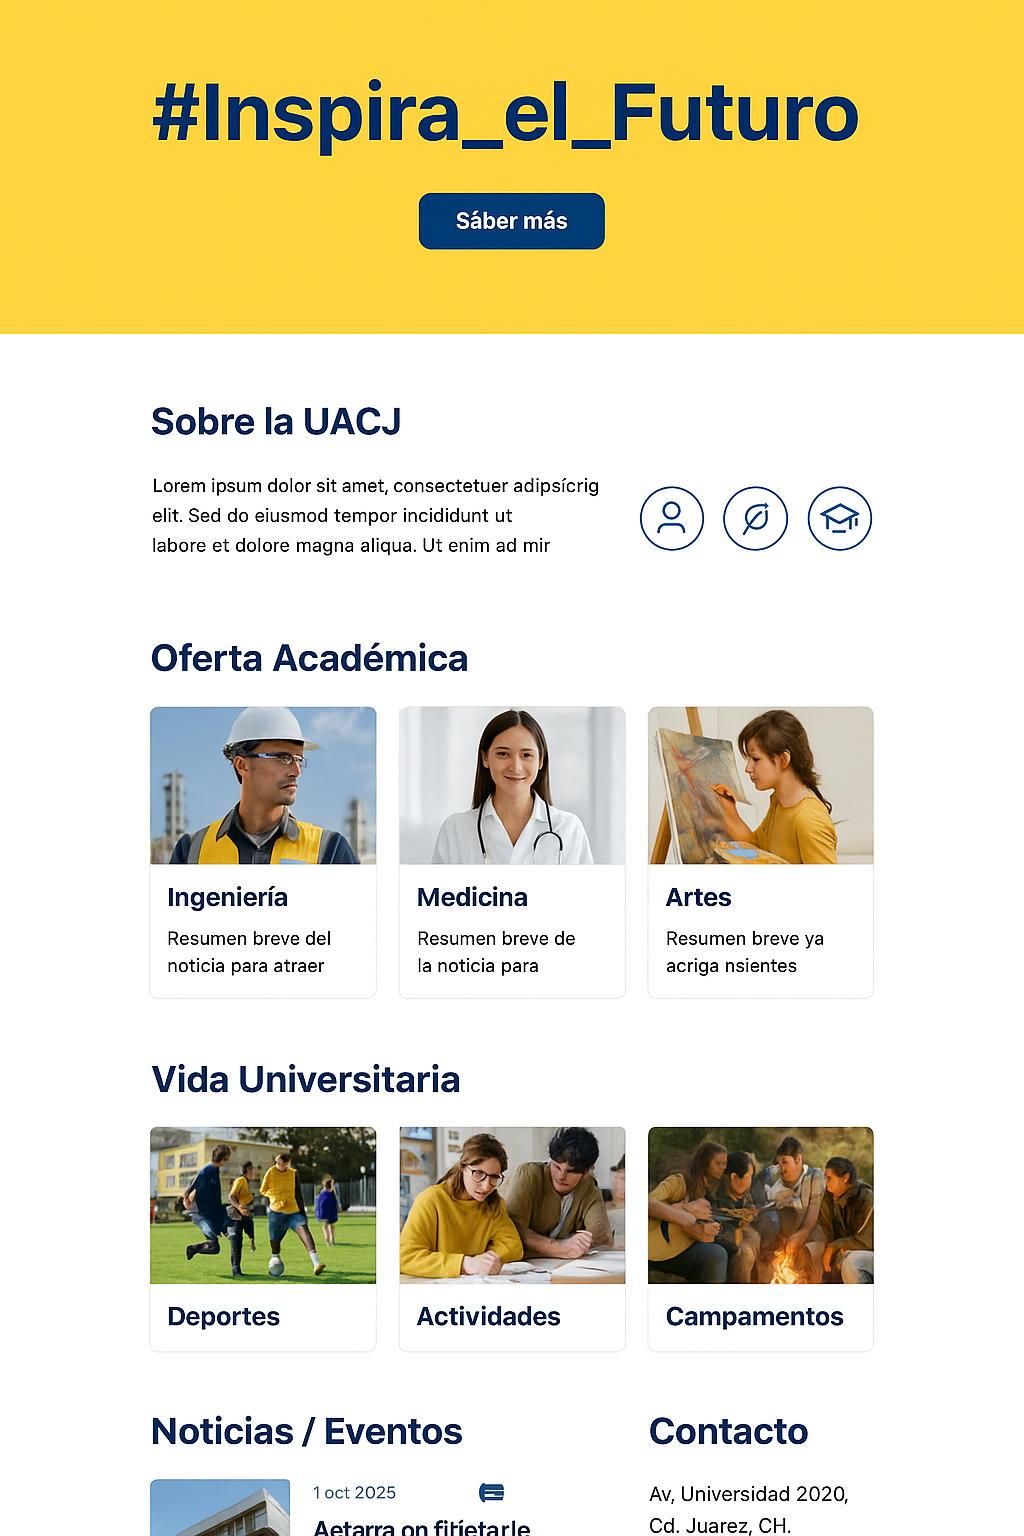 #Inspira_el_Futuro
Sáber más
Sobre la UACJ
Lorem ipsum dolor sit amet, consectetuer adipsícrig
elit. Sed do eiusmod tempor incididunt ut
labore et dolore magna aliqua. Ut enim ad mir
Oferta Académica
Ingeniería
Resumen breve del
noticia para atraer
Medicina
Resumen breve de
la noticia para
Artes
Resumen breve ya
acriga nsientes
Vida Universitaria
Deportes
Actividades
Campamentos
Noticias / Eventos
1 oct 2025
Contacto
Av, Universidad 2020,
Cd. Juarez, CH.